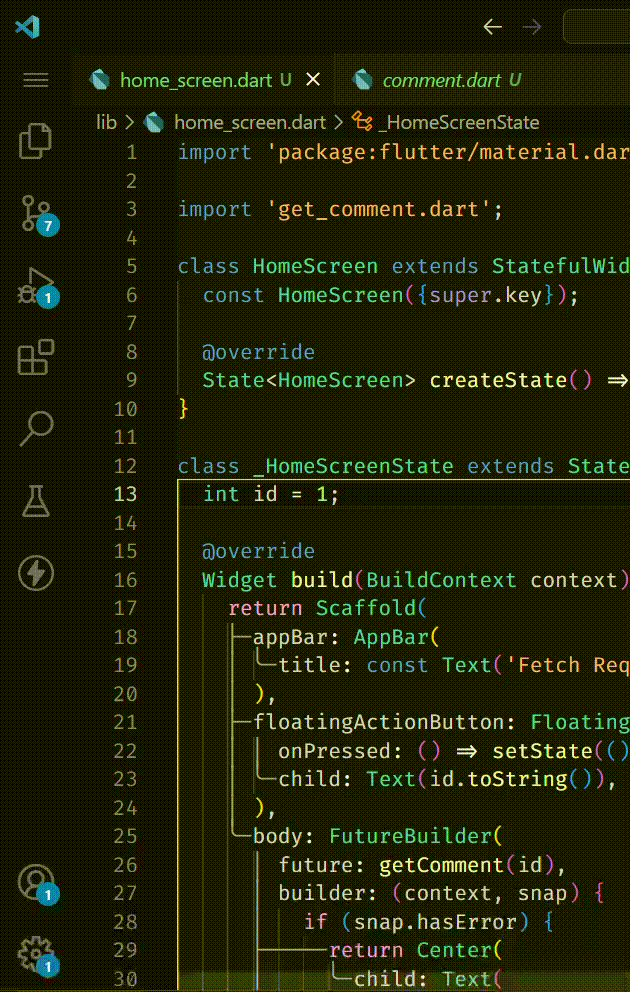 home_screen.dart U
comment.dart U
lib > home_screen.dart > _HomeScreenState
1 import 'package:flutter/material.dar
2
3 import 'get_comment.dart';
4
5 class HomeScreen extends StatefulWid
6 const HomeScreen({super.key});
7
8 @override
9 State<HomeScreen> createState() =>
10 }
11
12 class _HomeScreenState extends State
13 int id = 1;
14
15 @override
16 Widget build(BuildContext context)
17 return Scaffold(
18 appBar: AppBar(
19 title: const Text('Fetch Req
20 ),
21 floatingActionButton: Floating
22 onPressed: () => setState(()
23 child: Text(id.toString()),
24 ),
25 body: FutureBuilder(
26 future: getComment(id),
27 builder: (context, snap) {
28 if (snap.hasError) {
29 return Center(
30 child: Text(
7
1
1
1